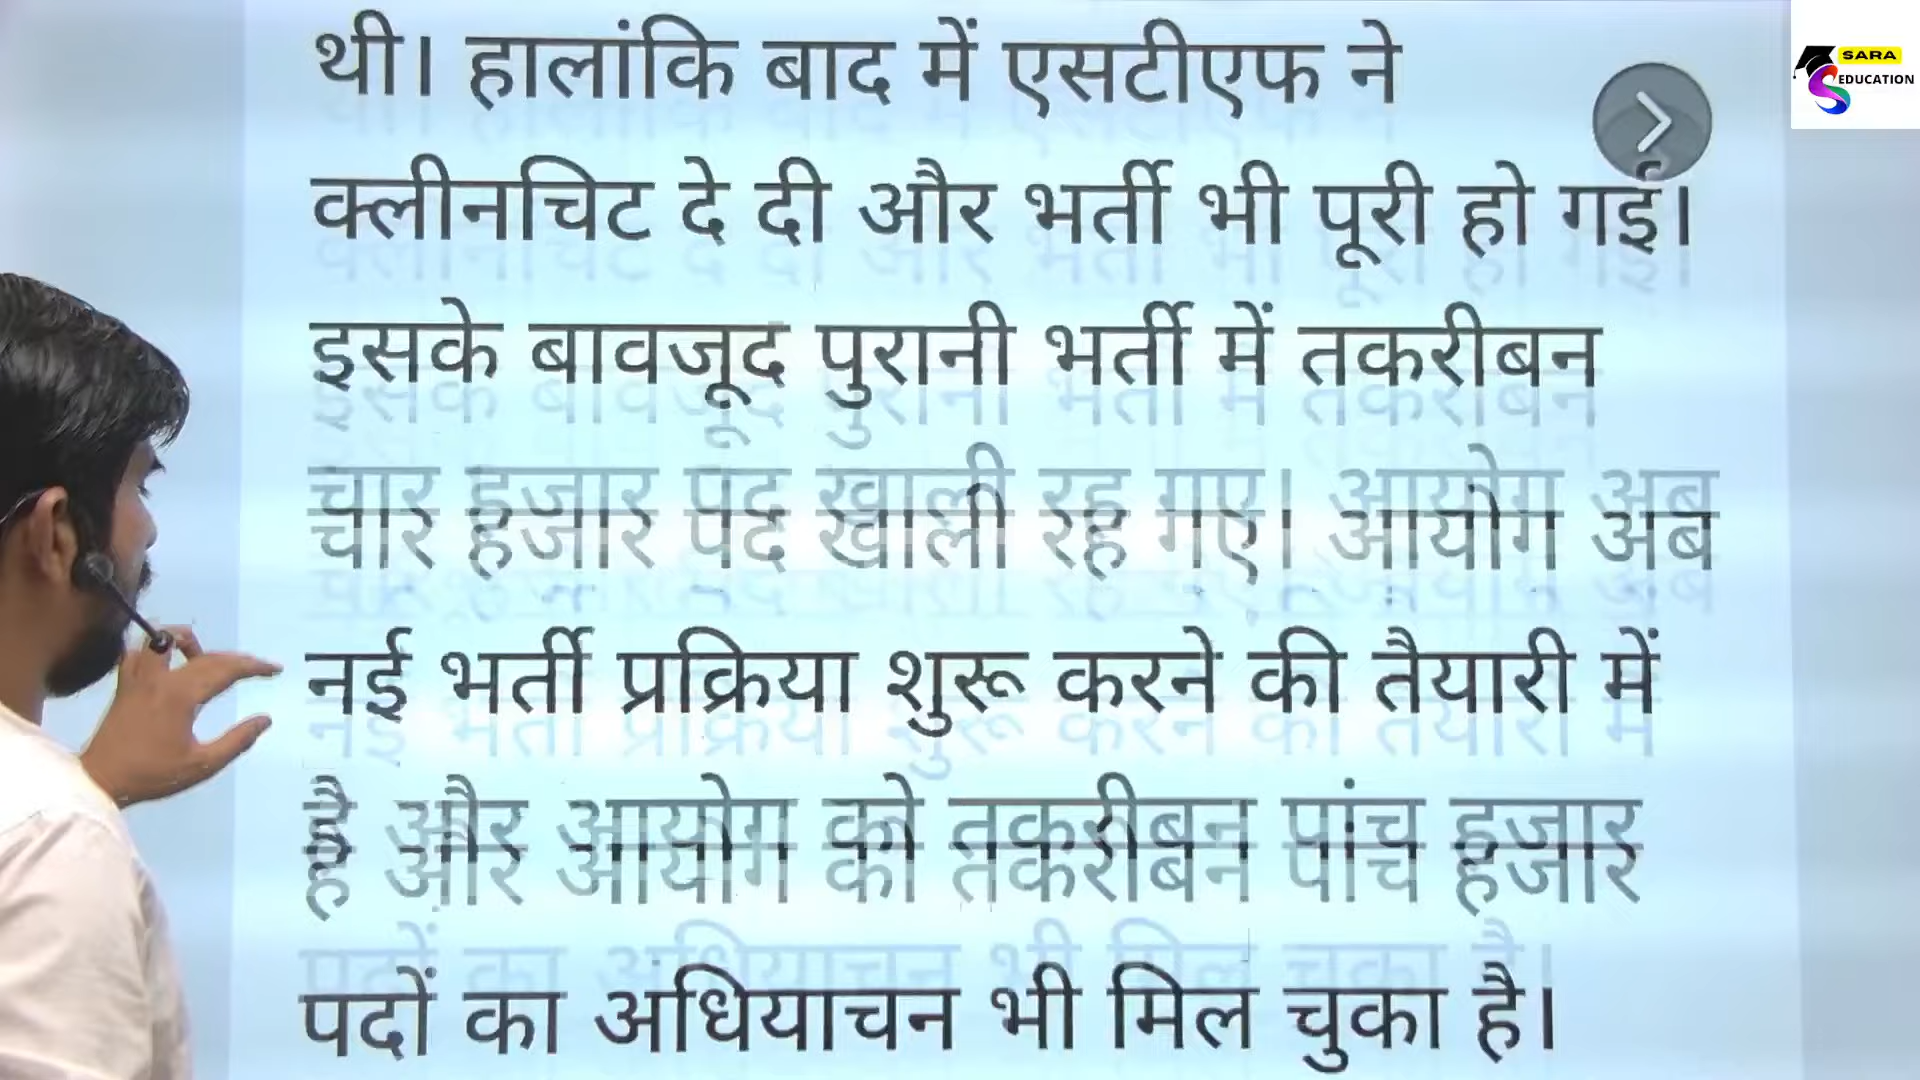 थी। हालांकि बाद में एसटीएफ ने
क्लीनचिट दे दी और भर्ती भी पूरी हो गई।
इसके बावजूद पुरानी भर्ती में तकरीबन
चार हजार पद खाली रह गए। आयोग अब
नई भर्ती प्रक्रिया शुरू करने की तैयारी में
है और आयोग को तकरीबन पांच हजार
पदों का अधियाचन भी मिल चुका है।
SARA
EDUCATION